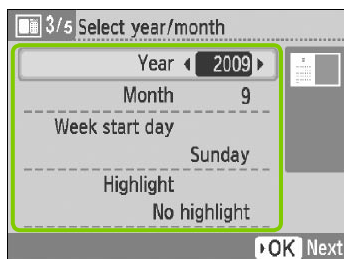 3/5 Select year/month
Year 2009
Month 9
Week start day
Sunday
Highlight
No highlight
OK Next